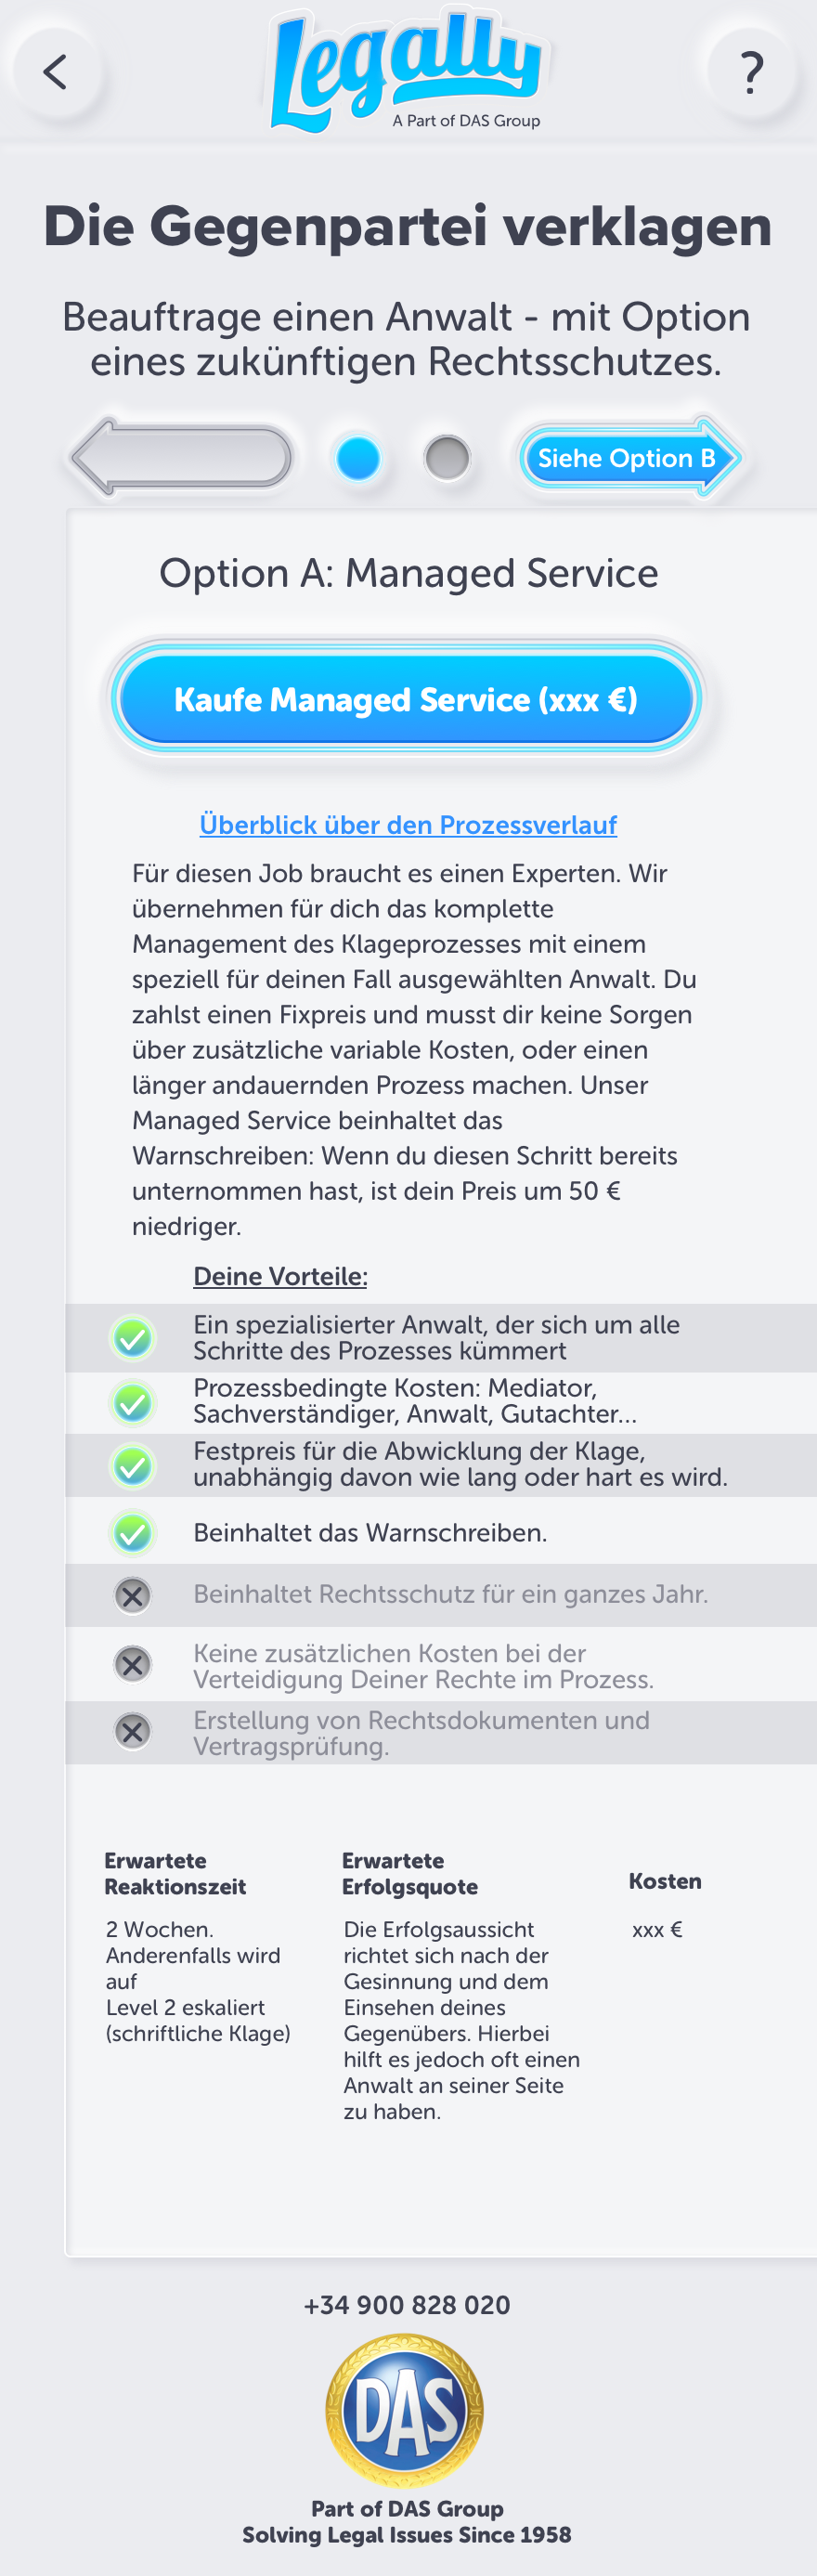 Legally
A Part of DAS Group
?
Die Gegenpartei verklagen
Beauftrage einen Anwalt - mit Option
eines zukünftigen Rechtsschutzes.
Siehe Option B
Option A: Managed Service
Kaufe Managed Service (xxx €)
Überblick über den Prozessverlauf
Für diesen Job braucht es einen Experten. Wir
übernehmen für dich das komplette
Management des Klageprozesses mit einem
speziell für deinen Fall ausgewählten Anwalt. Du
zahlst einen Fixpreis und musst dir keine Sorgen
über zusätzliche variable Kosten, oder einen
länger andauernden Prozess machen. Unser
Managed Service beinhaltet das
Warnschreiben: Wenn du diesen Schritt bereits
unternommen hast, ist dein Preis um 50 €
niedriger.
Deine Vorteile:
Ein spezialisierter Anwalt, der sich um alle
Schritte des Prozesses kümmert
Prozessbedingte Kosten: Mediator,
Sachverständiger, Anwalt, Gutachter...
Festpreis für die Abwicklung der Klage,
unabhängig davon wie lang oder hart es wird.
Beinhaltet das Warnschreiben.
Beinhaltet Rechtsschutz für ein ganzes Jahr.
Keine zusätzlichen Kosten bei der
Verteidigung Deiner Rechte im Prozess.
Erstellung von Rechtsdokumenten und
Vertragsprüfung.
Erwartete
Reaktionszeit
2 Wochen.
Anderenfalls wird
auf
Level 2 eskaliert
(schriftliche Klage)
Erwartete
Erfolgsquote
Die Erfolgsaussicht
richtet sich nach der
Gesinnung und dem
Einsehen deines
Gegenübers. Hierbei
hilft es jedoch oft einen
Anwalt an seiner Seite
zu haben.
Kosten
xxx €
+34 900 828 020
DAS
Part of DAS Group
Solving Legal Issues Since 1958